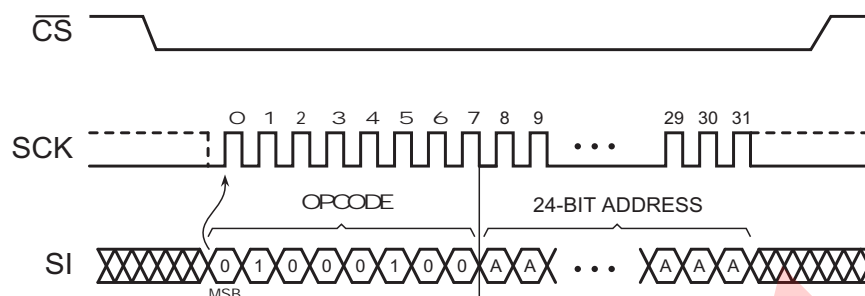 CS
0 1 2 3 4 5 6 7 8 9 29 30 31
SCK ...
OPCODE 24-BIT ADDRESS
SI 0 1 0 0 0 1 0 0 A A ... A A A
MSB